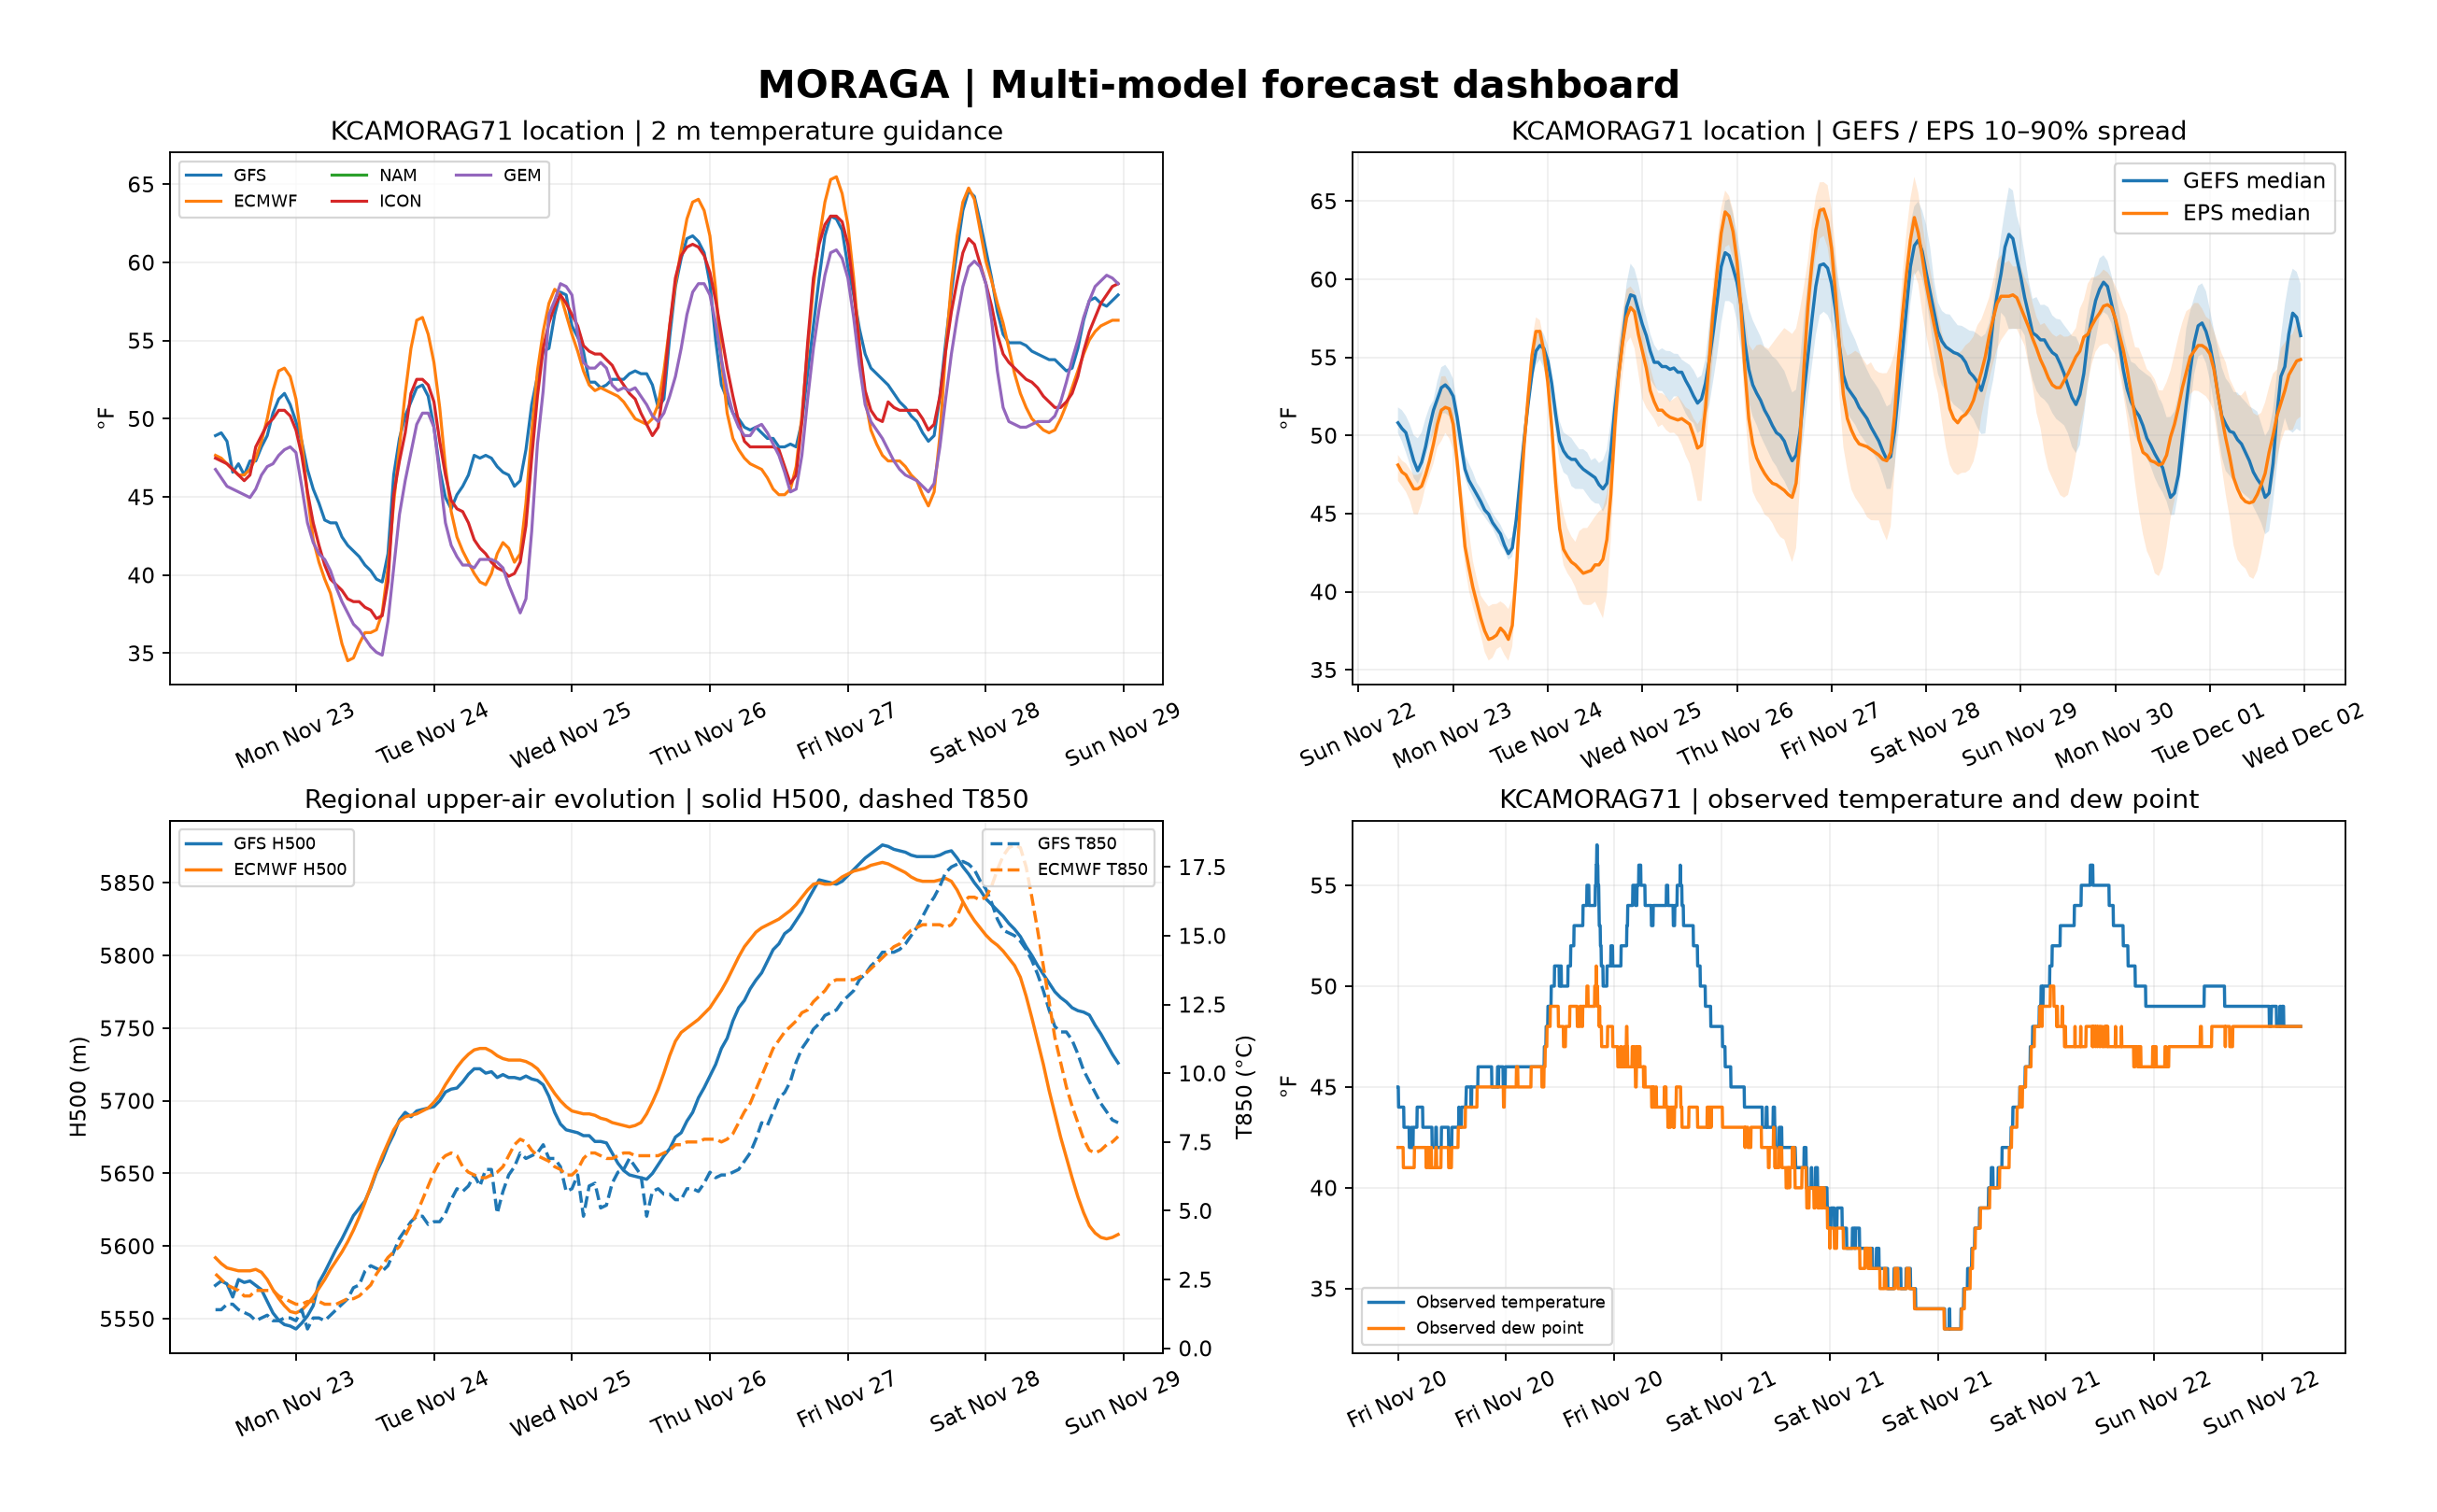 MORAGA | Multi-model forecast dashboard
KCAMORAG71 location | 2 m temperature guidance
GFS
ECMWF
NAM
ICON
GEM
°F
65
60
55
50
45
40
35
Mon Nov 23
Tue Nov 24
Wed Nov 25
Thu Nov 26
Fri Nov 27
Sat Nov 28
Sun Nov 29
KCAMORAG71 location | GEFS / EPS 10–90% spread
GEFS median
EPS median
°F
65
60
55
50
45
40
35
Sun Nov 22
Mon Nov 23
Tue Nov 24
Wed Nov 25
Thu Nov 26
Fri Nov 27
Sat Nov 28
Sun Nov 29
Mon Nov 30
Tue Dec 01
Wed Dec 02
Regional upper-air evolution | solid H500, dashed T850
GFS H500
ECMWF H500
GFS T850
ECMWF T850
H500 (m)
5850
5800
5750
5700
5650
5600
5550
T850 (°C)
17.5
15.0
12.5
10.0
7.5
5.0
2.5
0.0
Mon Nov 23
Tue Nov 24
Wed Nov 25
Thu Nov 26
Fri Nov 27
Sat Nov 28
Sun Nov 29
KCAMORAG71 | observed temperature and dew point
°F
55
50
45
40
35
Observed temperature
Observed dew point
Fri Nov 20
Fri Nov 20
Fri Nov 20
Sat Nov 21
Sat Nov 21
Sat Nov 21
Sat Nov 21
Sun Nov 22
Sun Nov 22